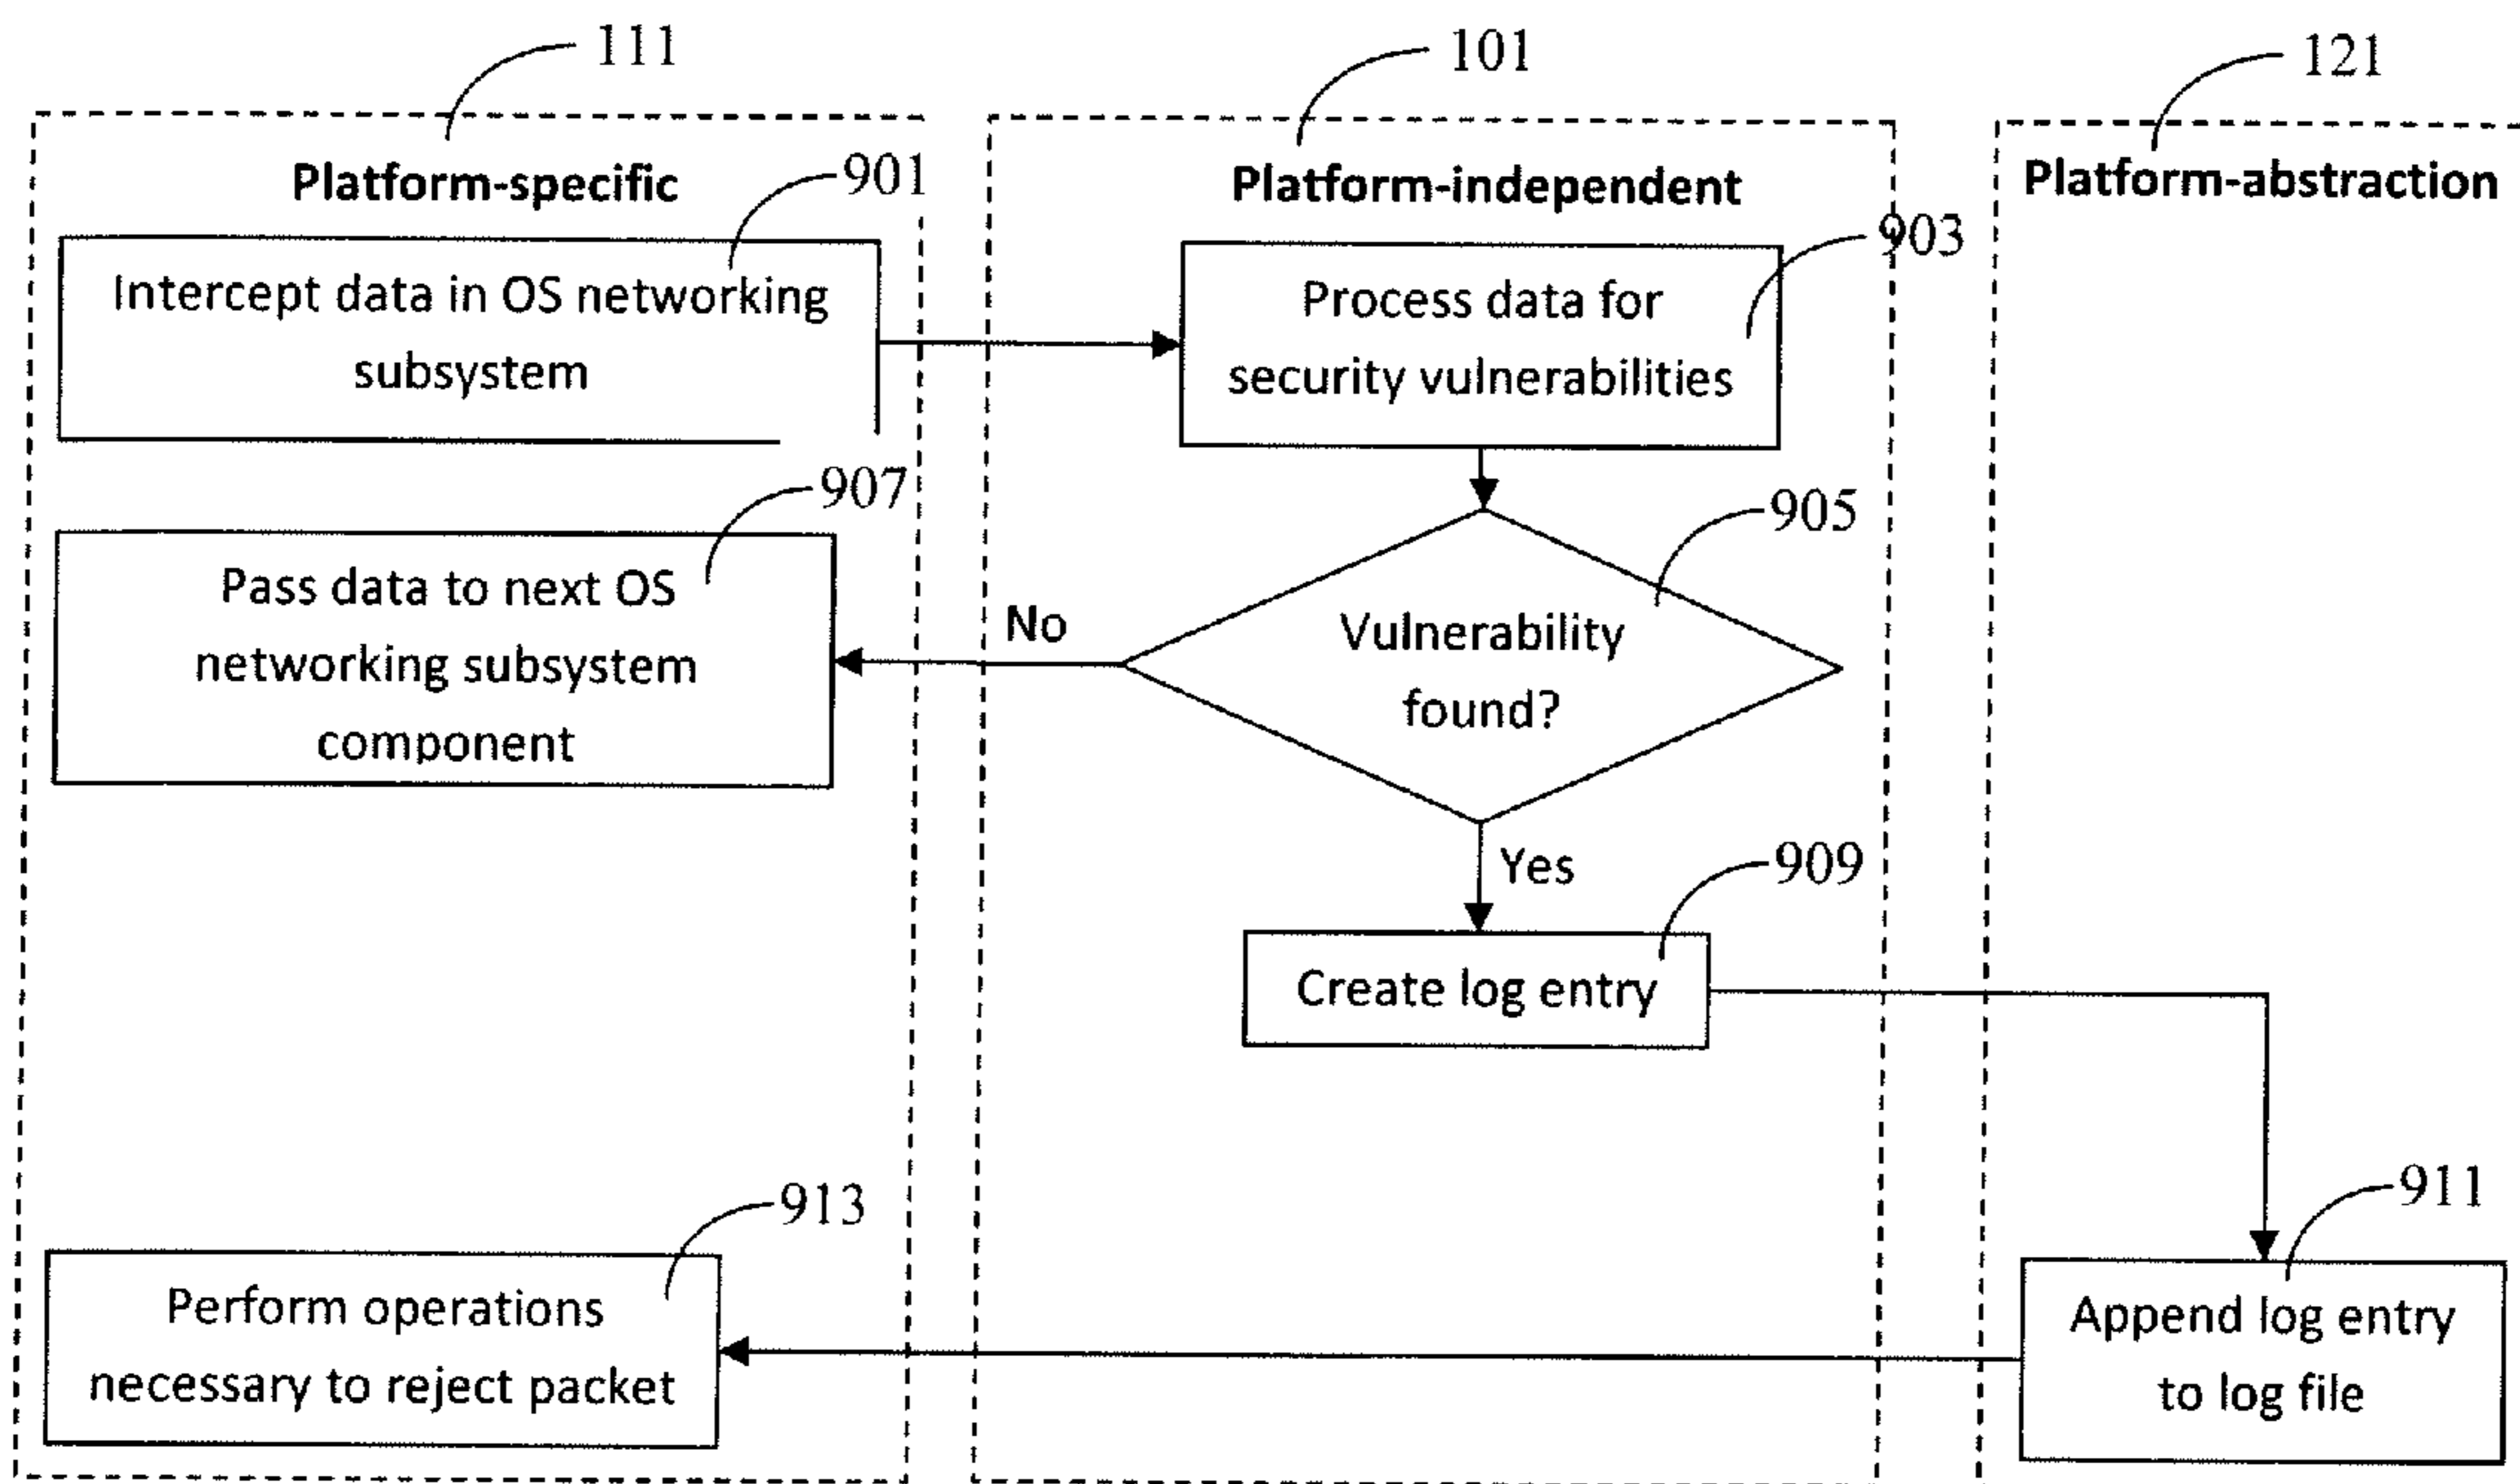 111
101
121
Platform-specific
Platform-independent
Platform-abstraction
901
Intercept data in OS networking
subsystem
903
Process data for
security vulnerabilities
907
Pass data to next OS
networking subsystem
component
905
No
Vulnerability
found?
Yes
909
Create log entry
911
Append log entry
to log file
913
Perform operations
necessary to reject packet